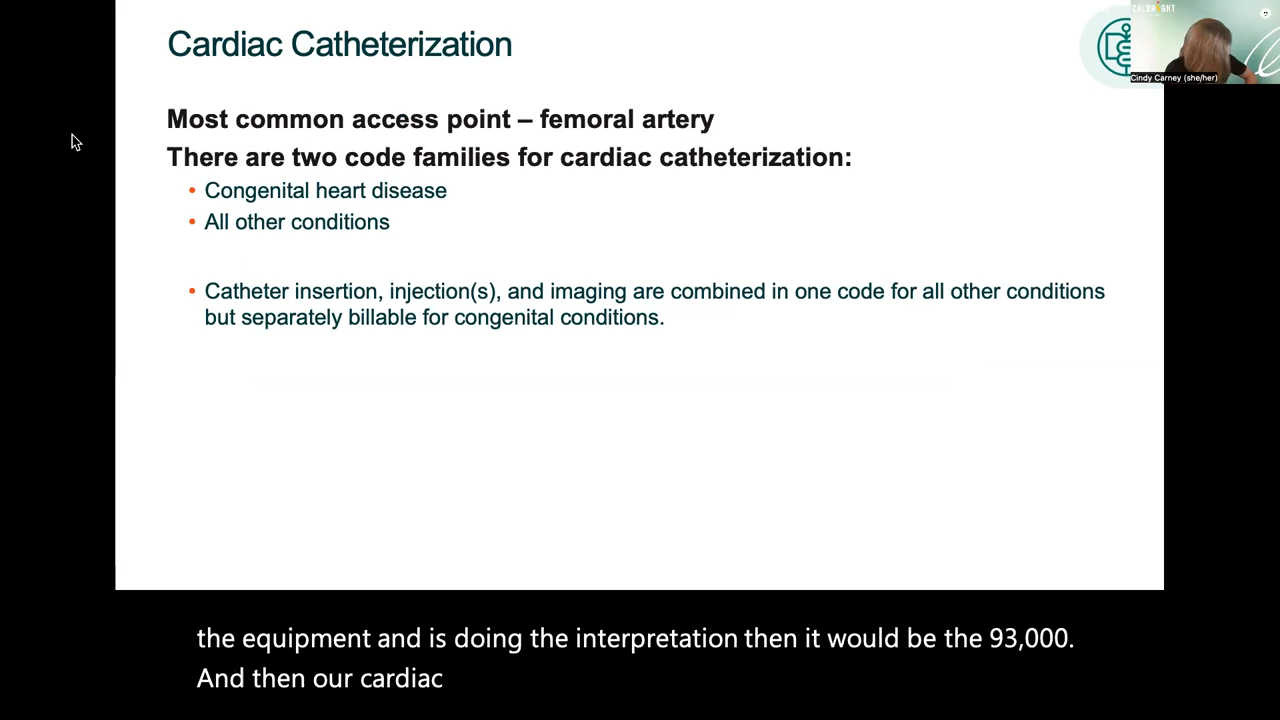 Cardiac Catheterization
CALBRIGHT
Cindy Carney (she/her)
Most common access point – femoral artery
There are two code families for cardiac catheterization:
• Congenital heart disease
• All other conditions
• Catheter insertion, injection(s), and imaging are combined in one code for all other conditions
but separately billable for congenital conditions.
the equipment and is doing the interpretation then it would be the 93,000.
And then our cardiac